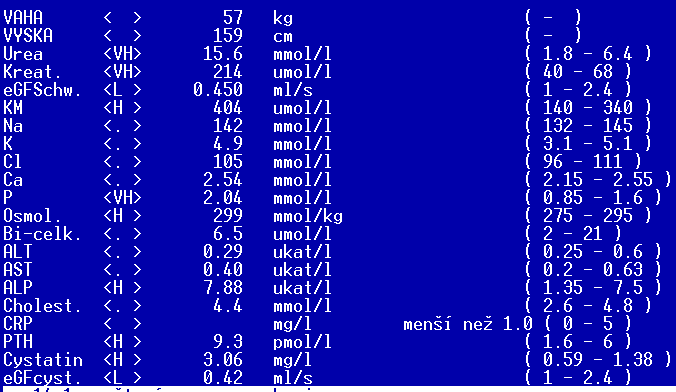 VAHA < > 57 kg ( - )
VYSKA < > 159 cm ( - )
Urea <VH> 15.6 mmol/l ( 1.8 - 6.4 )
Kreat. <VH> 214 umol/l ( 40 - 68 )
eGFSchw. <L > 0.450 ml/s ( 1 - 2.4 )
KM <H > 404 umol/l ( 140 - 340 )
Na <. > 142 mmol/l ( 132 - 145 )
K <. > 4.9 mmol/l ( 3.1 - 5.1 )
Cl <. > 105 mmol/l ( 96 - 111 )
Ca <. > 2.54 mmol/l ( 2.15 - 2.55 )
P <VH> 2.04 mmol/l ( 0.85 - 1.6 )
Osmol. <H > 299 mmol/kg ( 275 - 295 )
Bi-celk. <. > 6.5 umol/l ( 2 - 21 )
ALT <. > 0.29 ukat/l ( 0.25 - 0.6 )
AST <. > 0.40 ukat/l ( 0.2 - 0.63 )
ALP <H > 7.88 ukat/l ( 1.35 - 7.5 )
Cholest. <. > 4.4 mmol/l ( 2.6 - 4.8 )
CRP < > mg/l menší než 1.0 ( 0 - 5 )
PTH <H > 9.3 pmol/l ( 1.6 - 6 )
Cystatin <H > 3.06 mg/l ( 0.59 - 1.38 )
eGFcyst. <L > 0.42 ml/s ( 1 - 2.4 )